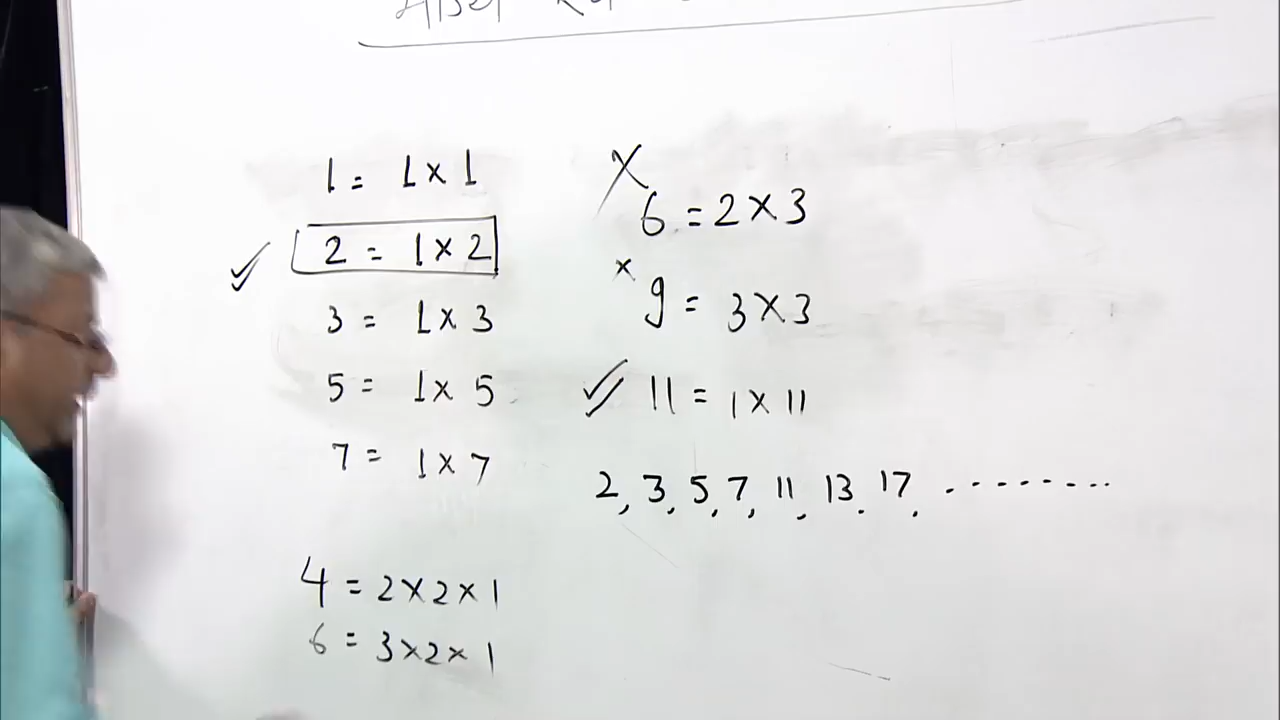 1 = 1 x 1
2 = 1 x 2
3 = 1 x 3
5 = 1 x 5
7 = 1 x 7
4 = 2 x 2 x 1
6 = 3 x 2 x 1
x
6 = 2 x 3
x
9 = 3 x 3
✓ 11 = 1 x 11
2, 3, 5, 7, 11, 13, 17, .........